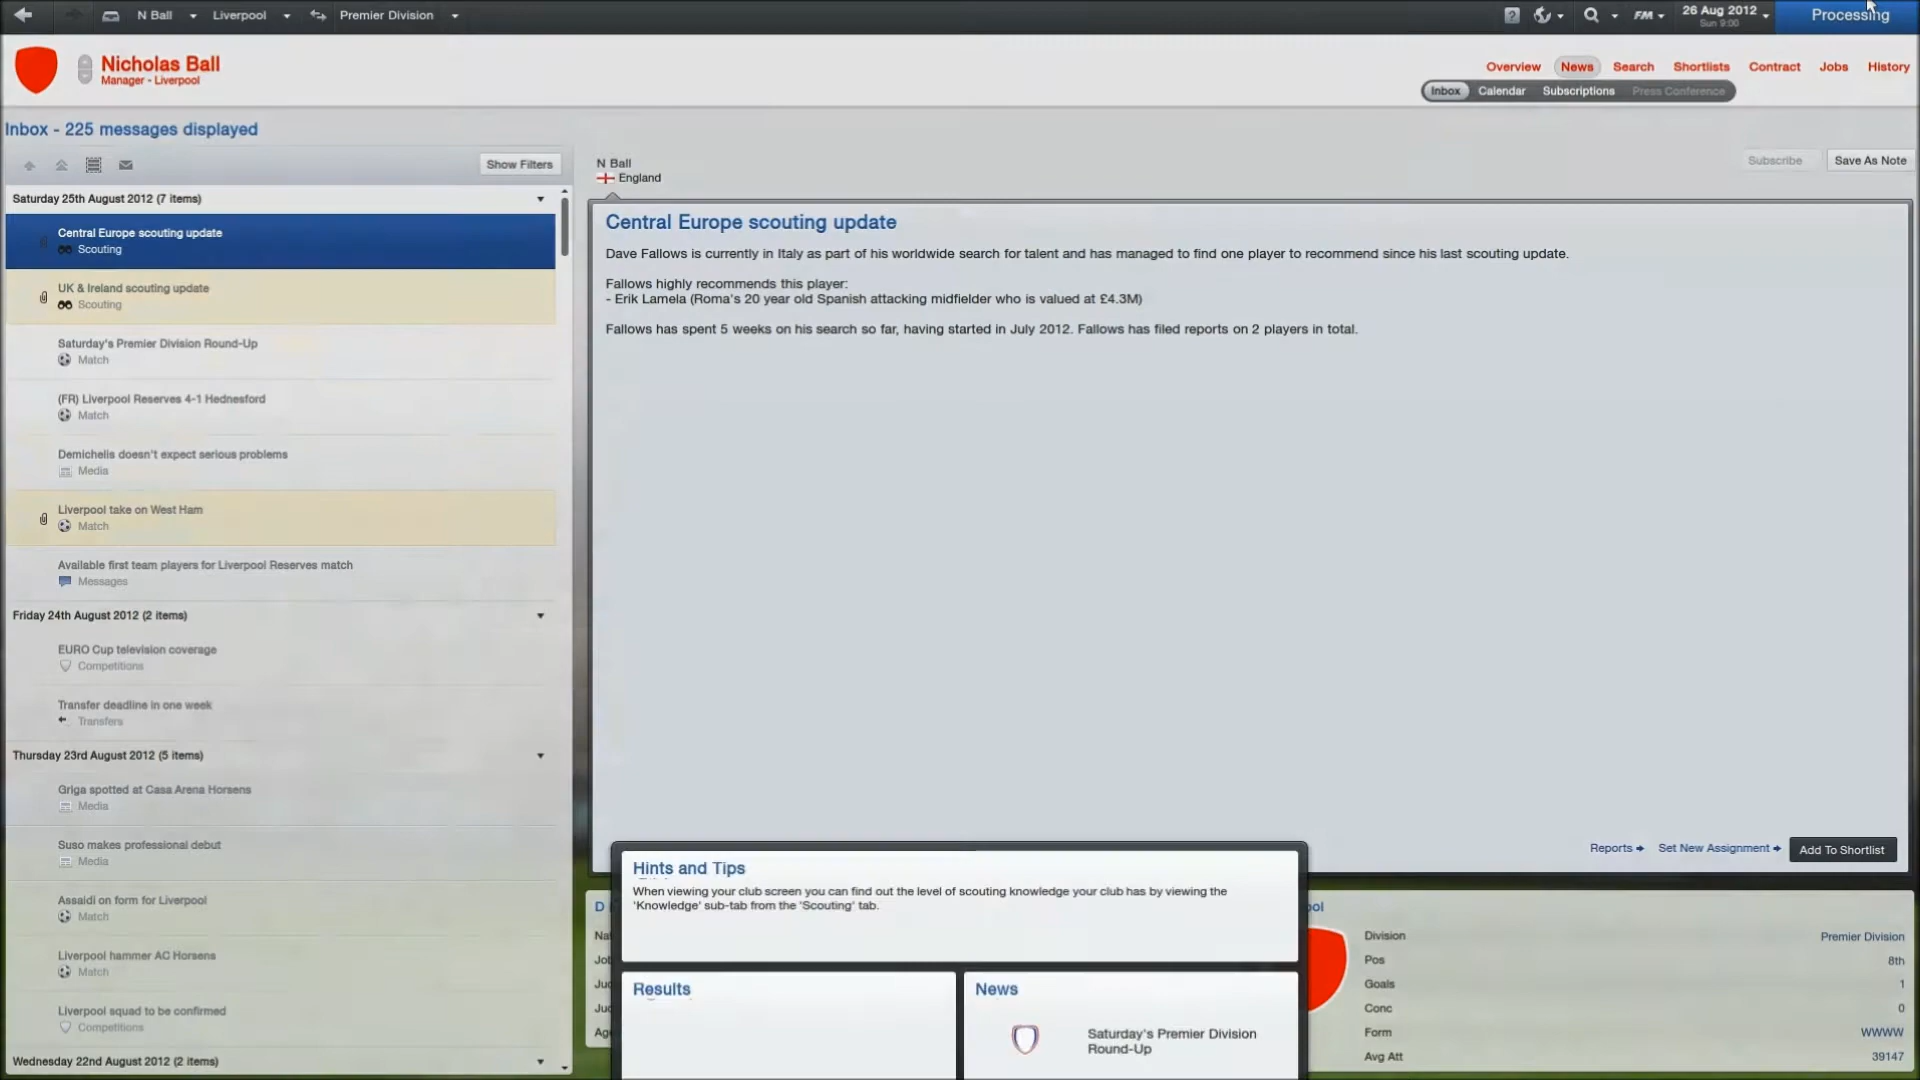 N Ball
Liverpool
Premier Division
FM
26 Aug 2012
Sun 9:00
Processing
Nicholas Ball
Manager - Liverpool
Overview
News
Search
Shortlists
Contract
Jobs
History
Inbox
Calendar
Subscriptions
Press Conference
Inbox - 225 messages displayed
Show Filters
Saturday 25th August 2012 (7 items)
Central Europe scouting update
Scouting
UK & Ireland scouting update
Scouting
Saturday's Premier Division Round-Up
Match
(FR) Liverpool Reserves 4-1 Hednesford
Match
Demichelis doesn't expect serious problems
Media
Liverpool take on West Ham
Match
Available first team players for Liverpool Reserves match
Messages
Friday 24th August 2012 (2 items)
EURO Cup television coverage
Competitions
Transfer deadline in one week
Transfers
Thursday 23rd August 2012 (5 items)
Griga spotted at Casa Arena Horsens
Media
Suso makes professional debut
Media
Assaidi on form for Liverpool
Match
Liverpool hammer AC Horsens
Match
Liverpool squad to be confirmed
Competitions
Wednesday 22nd August 2012 (2 items)
N Ball
England
Subscribe
Save As Note
Central Europe scouting update
Dave Fallows is currently in Italy as part of his worldwide search for talent and has managed to find one player to recommend since his last scouting update.
Fallows highly recommends this player:
- Erik Lamela (Roma's 20 year old Spanish attacking midfielder who is valued at £4.3M)
Fallows has spent 5 weeks on his search so far, having started in July 2012. Fallows has filed reports on 2 players in total.
Reports
Set New Assignment
Add To Shortlist
Hints and Tips
When viewing your club screen you can find out the level of scouting knowledge your club has by viewing the
'Knowledge' sub-tab from the 'Scouting' tab.
Results
News
Saturday's Premier Division
Round-Up
D
Nat
Jol
Ju
Ju
Ag
ool
Division
Premier Division
Pos
8th
Goals
1
Conc
0
Form
WWWW
Avg Att
39147